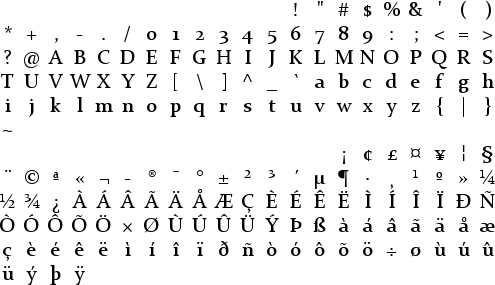 ! " # $ % & ' ( )
* + , - . / 0 1 2 3 4 5 6 7 8 9 : ; < = >
? @ A B C D E F G H I J K L M N O P Q R S
T U V W X Y Z [ \ ] ^ _ ` a b c d e f g h
i j k l m n o p q r s t u v w x y z { | }
~
¡ ¢ £ ¤ ¥ ¦ §
¨ © ª « ¬ - ® ¯ ° ± ² ³ ´ µ ¶ · ¸ ¹ º » ¼
½ ¾ ¿ À Á Â Ã Ä Å Æ Ç È É Ê Ë Ì Í Î Ï Ð Ñ
Ò Ó Ô Õ Ö × Ø Ù Ú Û Ü Ý Þ ß à á â ã ä å æ
ç è é ê ë ì í î ï ð ñ ò ó ô õ ö ÷ ø ù ú û
ü ý þ ÿ